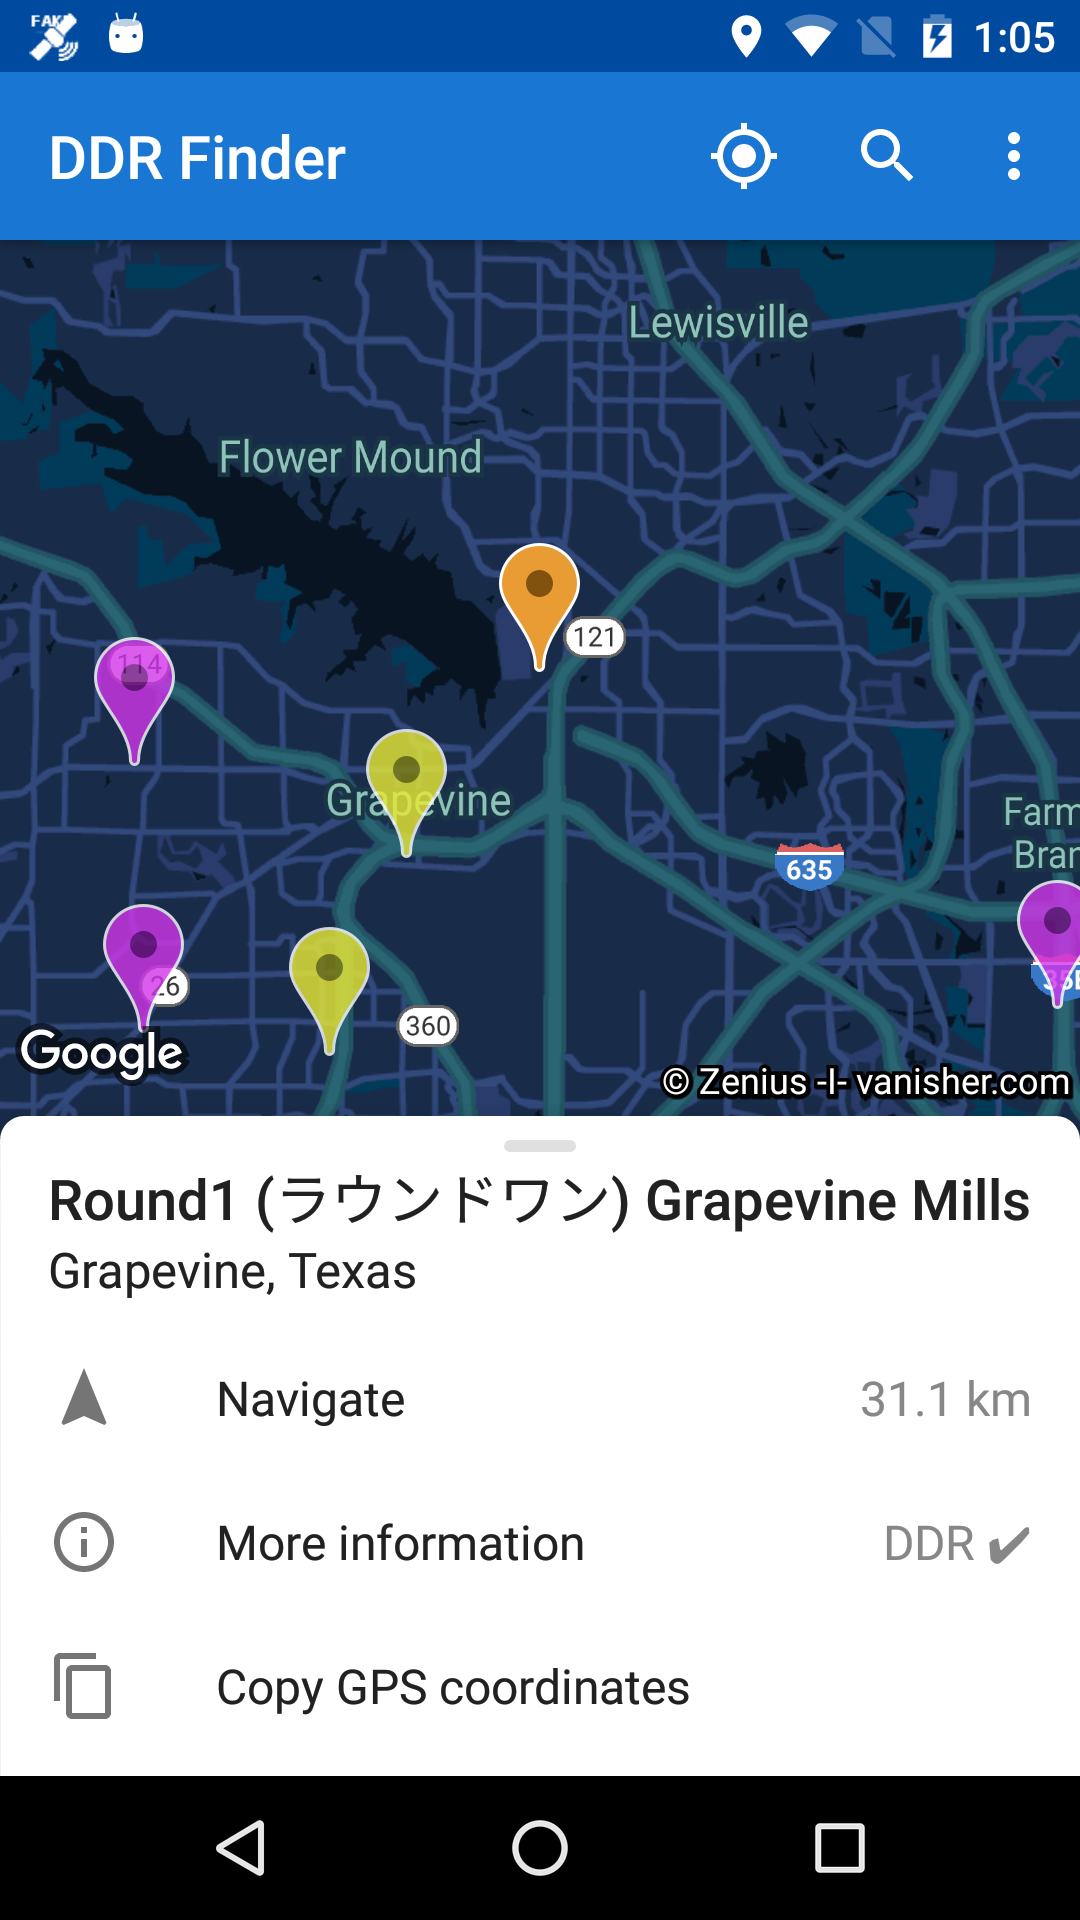 FAKE
1:05
DDR Finder
Lewisville
Flower Mound
121
114
Grapevine
Farm
Bran
635
26
35E
360
Google
© Zenius -I- vanisher.com
Round1 (ラウンドワン) Grapevine Mills
Grapevine, Texas
Navigate
31.1 km
More information
DDR ✔
Copy GPS coordinates